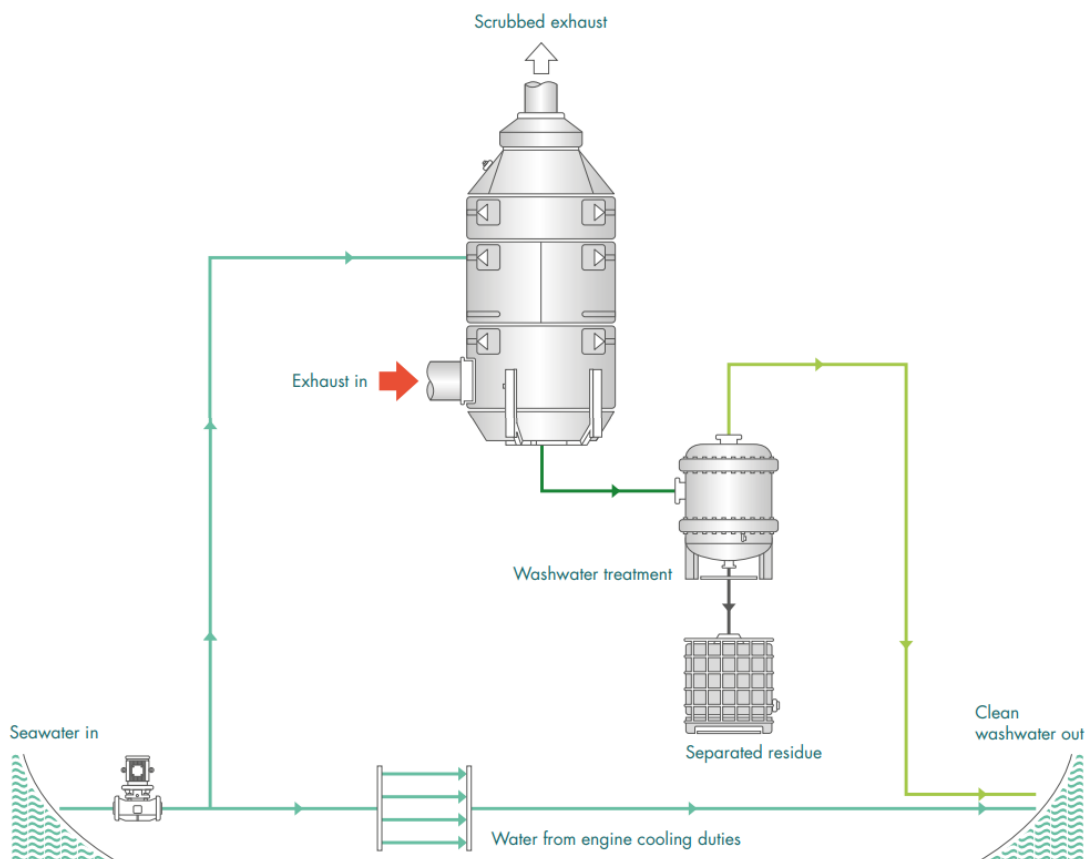 Scrubbed exhaust
Exhaust in
Washwater treatment
Seawater in
Separated residue
Clean
washwater out
Water from engine cooling duties